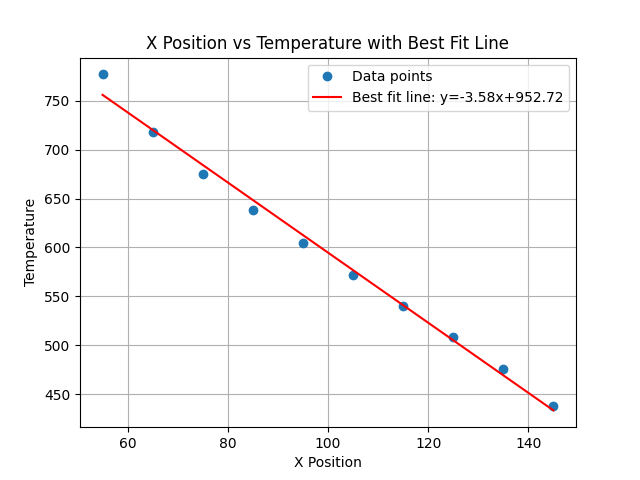 X Position vs Temperature with Best Fit Line
Data points
Best fit line: y=-3.58x+952.72
Temperature
750
700
650
600
550
500
450
60 80 100 120 140
X Position